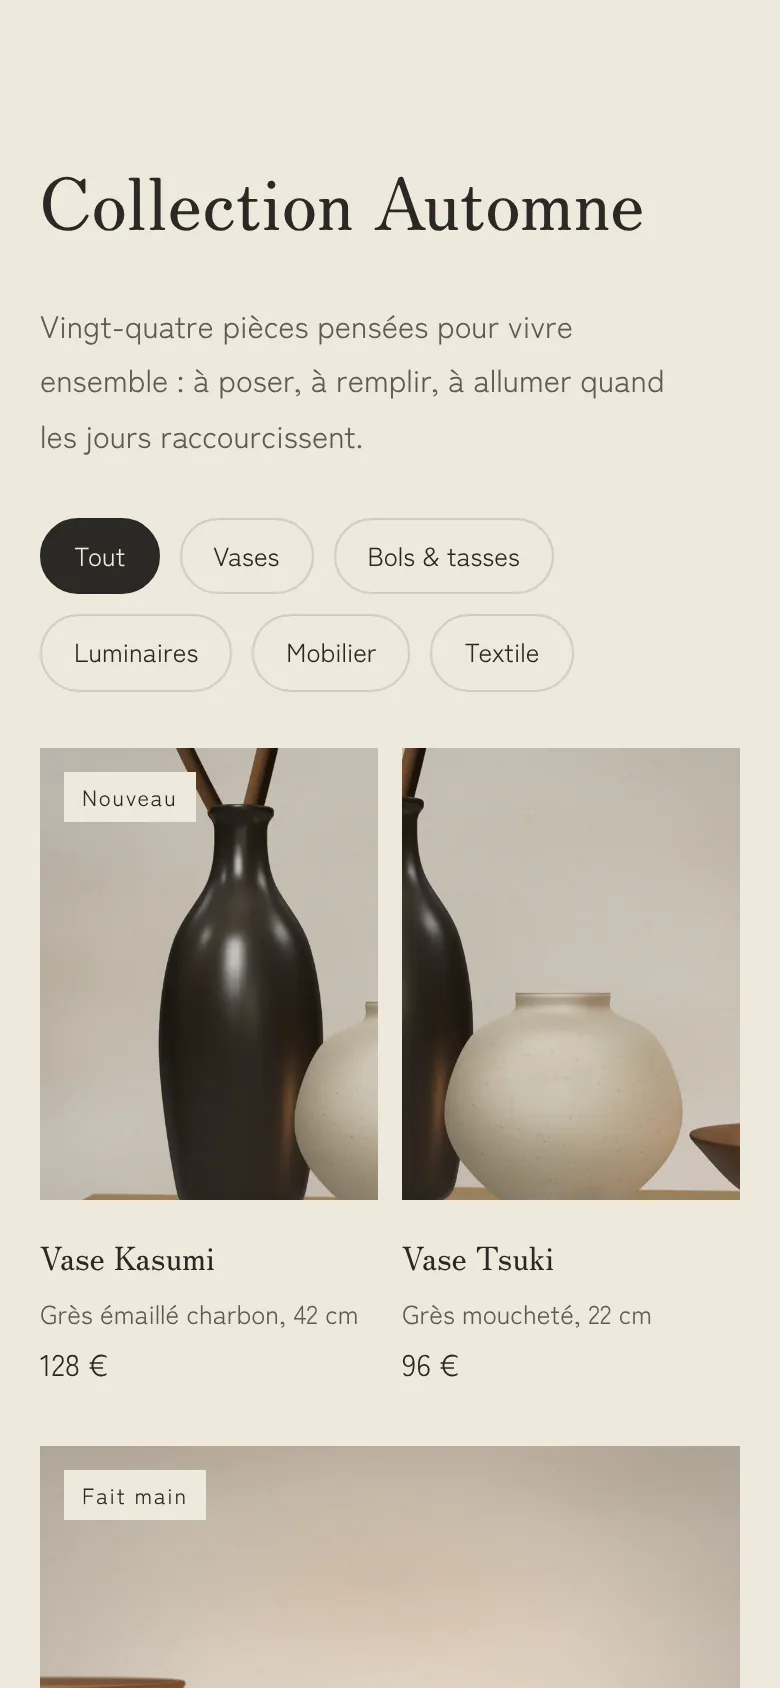 Collection Automne
Vingt-quatre pièces pensées pour vivre
ensemble : à poser, à remplir, à allumer quand
les jours raccourcissent.
Tout
Vases
Bols & tasses
Luminaires
Mobilier
Textile
Nouveau
Vase Kasumi
Grès émaillé charbon, 42 cm
128 €
Vase Tsuki
Grès moucheté, 22 cm
96 €
Fait main